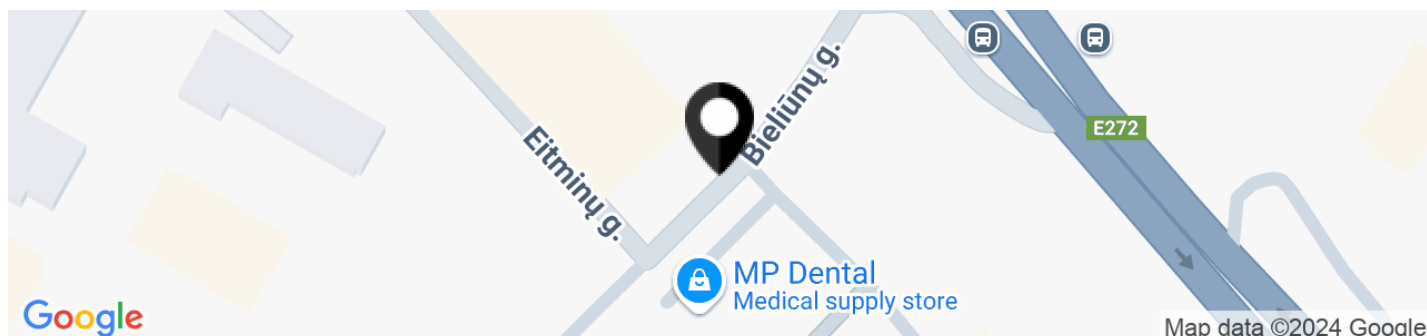 Bieliūnų g.
E272
Eitminų g.
MP Dental
Medical supply store
Google
Map data ©2024 Google